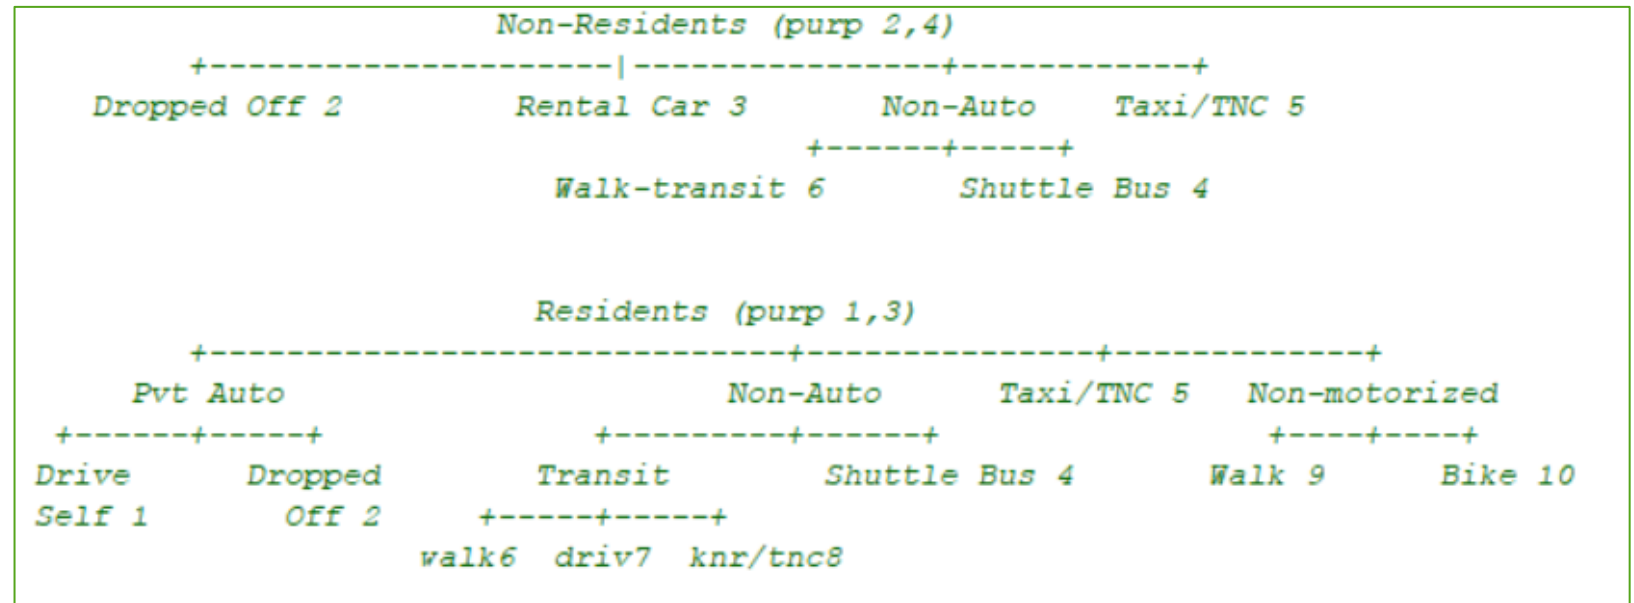 Non-Residents (purp 2,4)
+---------------------|----------------+------------+
Dropped Off 2 Rental Car 3 Non-Auto Taxi/TNC 5
+------+-----+
Walk-transit 6 Shuttle Bus 4
Residents (purp 1,3)
+------------------------------+---------------+-------------+
Pvt Auto Non-Auto Taxi/TNC 5 Non-motorized
+------+-----+ +---------+------+ +----+----+
Drive Dropped Transit Shuttle Bus 4 Walk 9 Bike 10
Self 1 Off 2 +-----+-----+
walk6 driv7 knr/tnc8